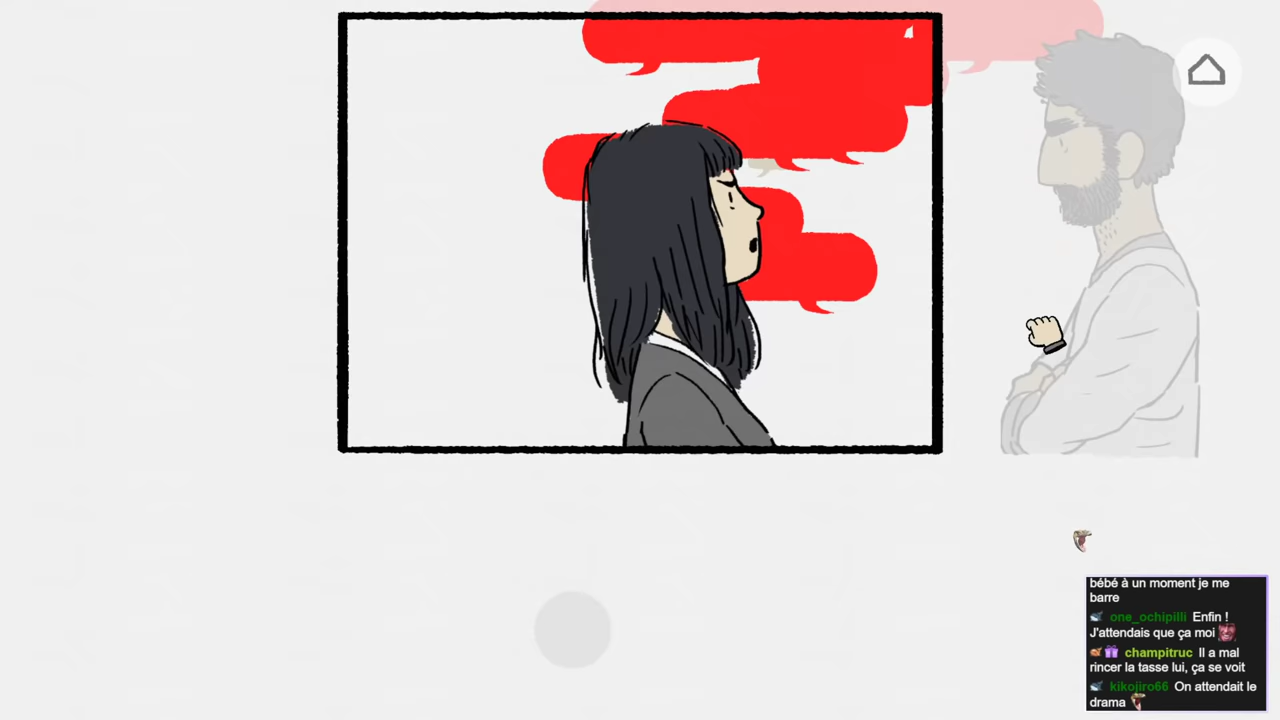 bébé à un moment je me
barre
one_ochipilli Enfin !
J'attendais que ça moi
champitruc Il a mal
rincer la tasse lui, ça se voit
kikojiro66 On attendait le
drama